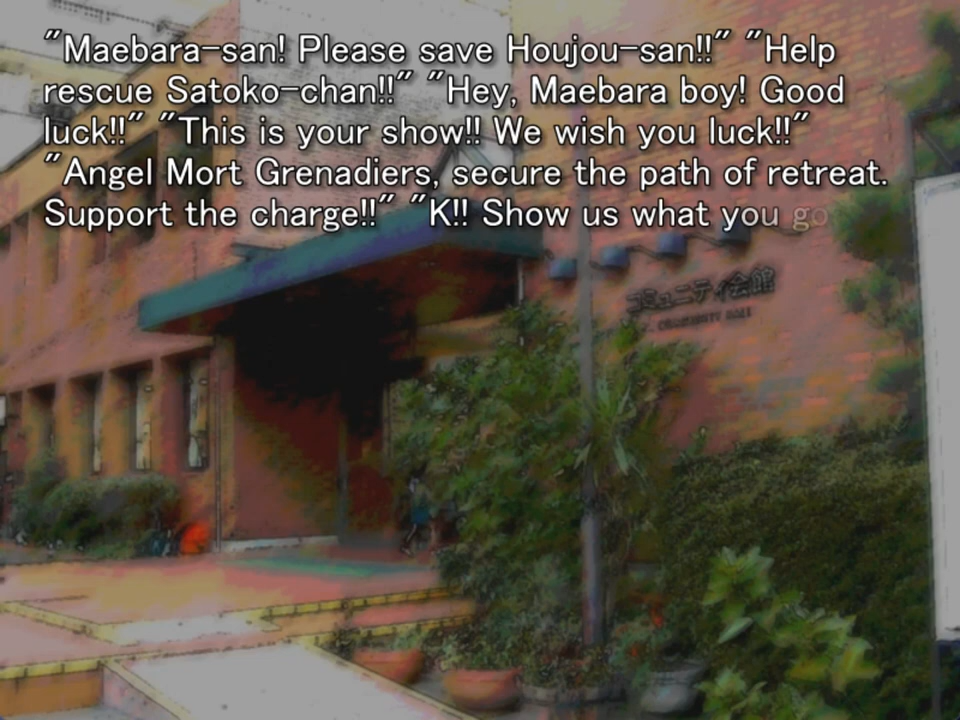 "Maebara-san! Please save Houjou-san!!" "Help
rescue Satoko-chan!!" "Hey, Maebara boy! Good
luck!!" "This is your show!! We wish you luck!!"
"Angel Mort Grenadiers, secure the path of retreat.
Support the charge!!" "K!! Show us what you go
コミュニティ会館
COMMUNITY HALL